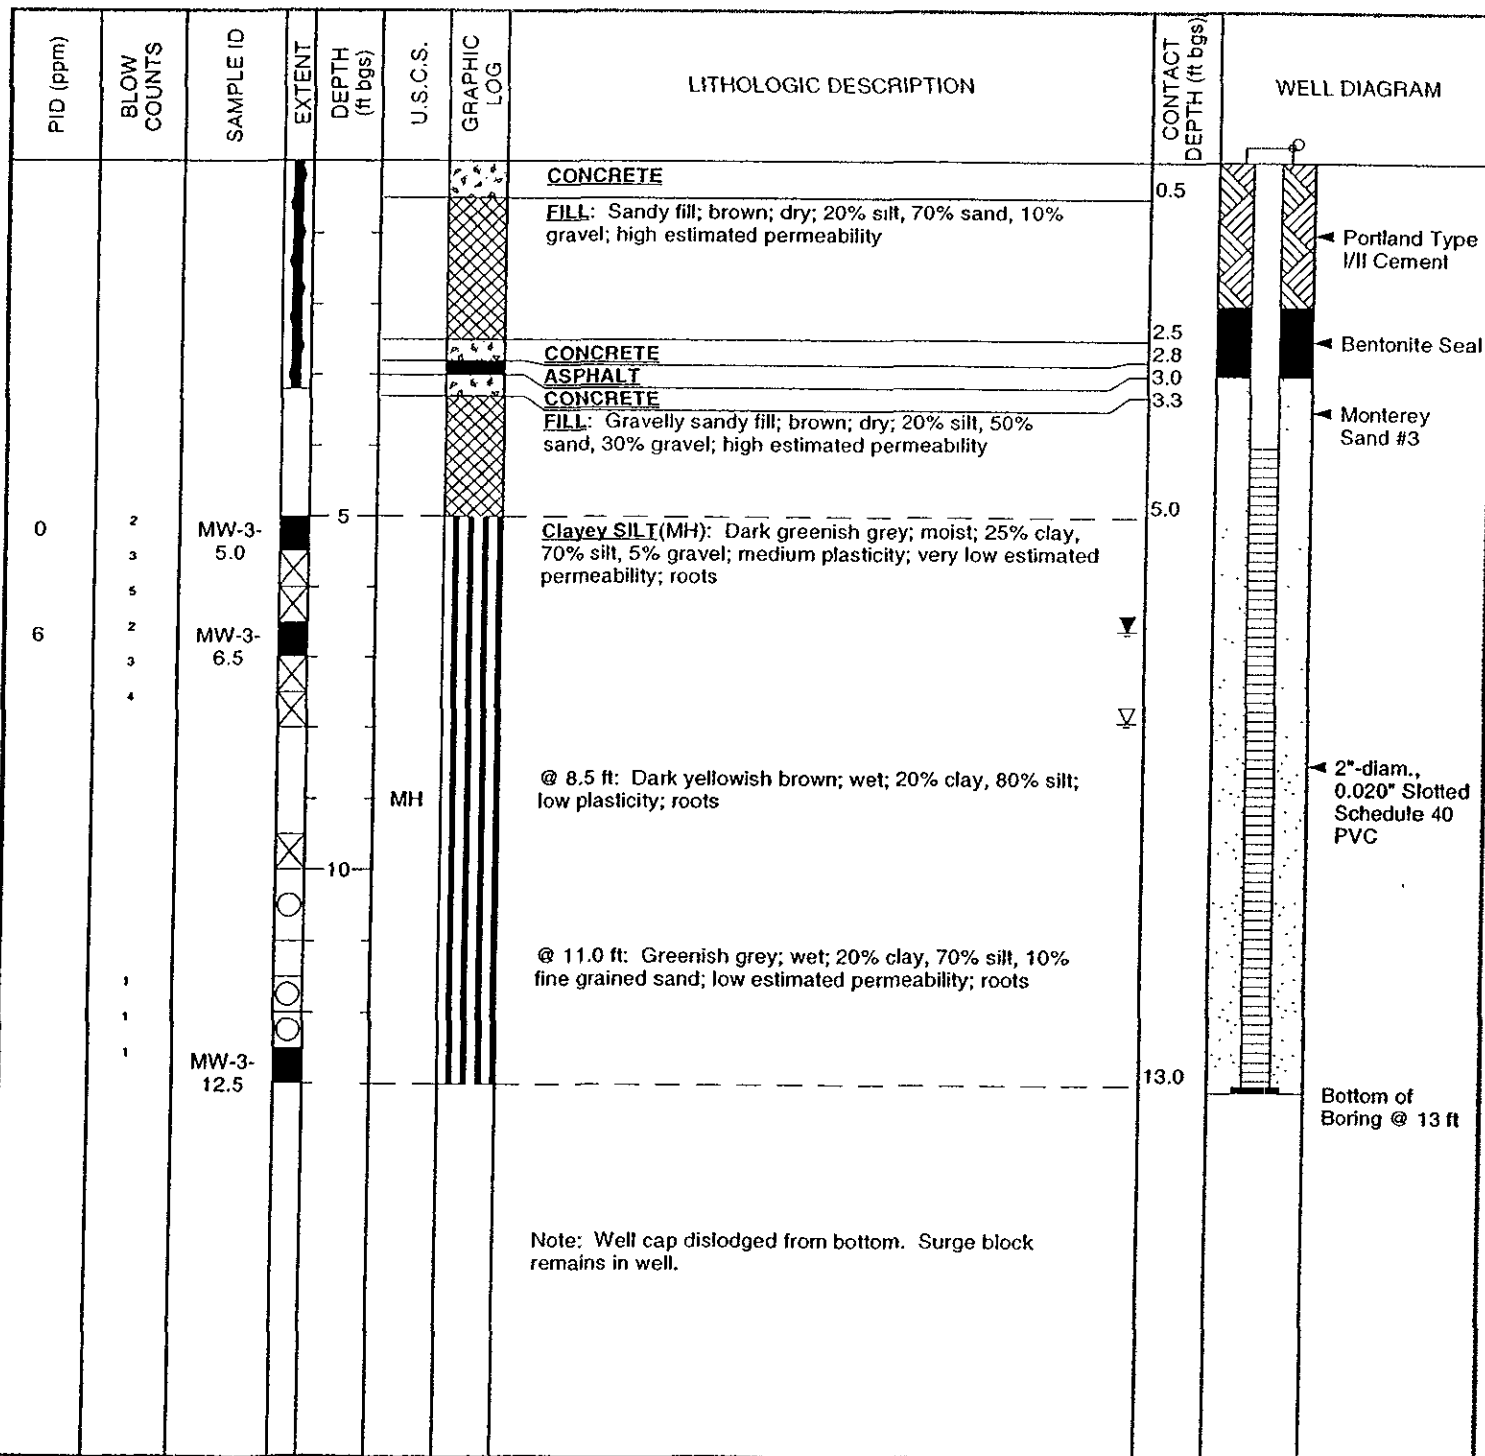 PID (ppm)
BLOW
COUNTS
SAMPLE ID
EXTENT
DEPTH
(ft bgs)
U.S.C.S.
GRAPHIC
LOG
LITHOLOGIC DESCRIPTION
CONTACT
DEPTH (ft bgs)
WELL DIAGRAM
CONCRETE
0.5
FILL: Sandy fill; brown; dry; 20% silt, 70% sand, 10%
gravel; high estimated permeability
Portland Type
I/II Cement
2.5
CONCRETE
2.8
Bentonite Seal
ASPHALT
3.0
CONCRETE
3.3
FILL: Gravelly sandy fill; brown; dry; 20% silt, 50%
sand, 30% gravel; high estimated permeability
Monterey
Sand #3
5
5.0
0
2
3
5
MW-3-
5.0
Clayey SILT(MH): Dark greenish grey; moist; 25% clay,
70% silt, 5% gravel; medium plasticity; very low estimated
permeability; roots
6
2
3
4
MW-3-
6.5
@ 8.5 ft: Dark yellowish brown; wet; 20% clay, 80% silt;
low plasticity; roots
MH
2"-diam.,
0.020" Slotted
Schedule 40
PVC
10
@ 11.0 ft: Greenish grey; wet; 20% clay, 70% silt, 10%
fine grained sand; low estimated permeability; roots
1
1
1
MW-3-
12.5
13.0
Bottom of
Boring @ 13 ft
Note: Well cap dislodged from bottom. Surge block
remains in well.